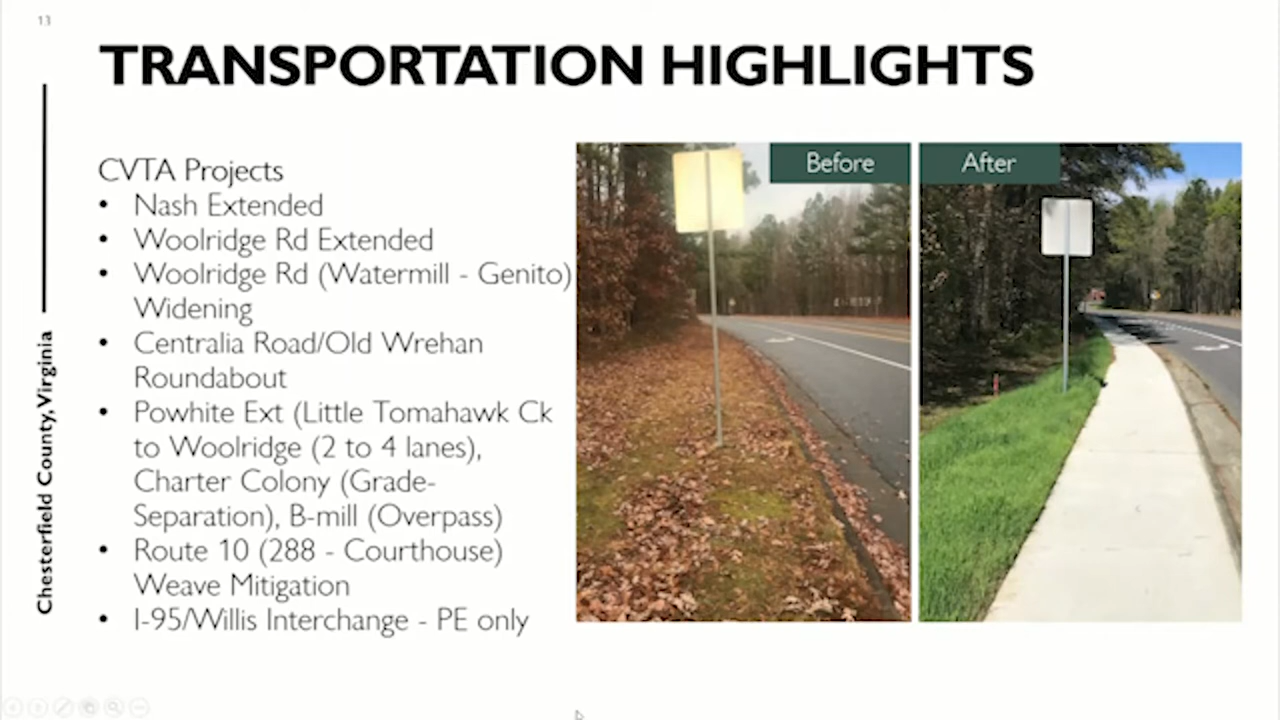 13
TRANSPORTATION HIGHLIGHTS
Chesterfield County, Virginia
CVTA Projects
• Nash Extended
• Woolridge Rd Extended
• Woolridge Rd (Watermill - Genito)
Widening
• Centralia Road/Old Wrehan
Roundabout
• Powhite Ext (Little Tomahawk Ck
to Woolridge (2 to 4 lanes),
Charter Colony (Grade-
Separation), B-mill (Overpass)
• Route 10 (288 - Courthouse)
Weave Mitigation
• I-95/Willis Interchange - PE only
Before
After